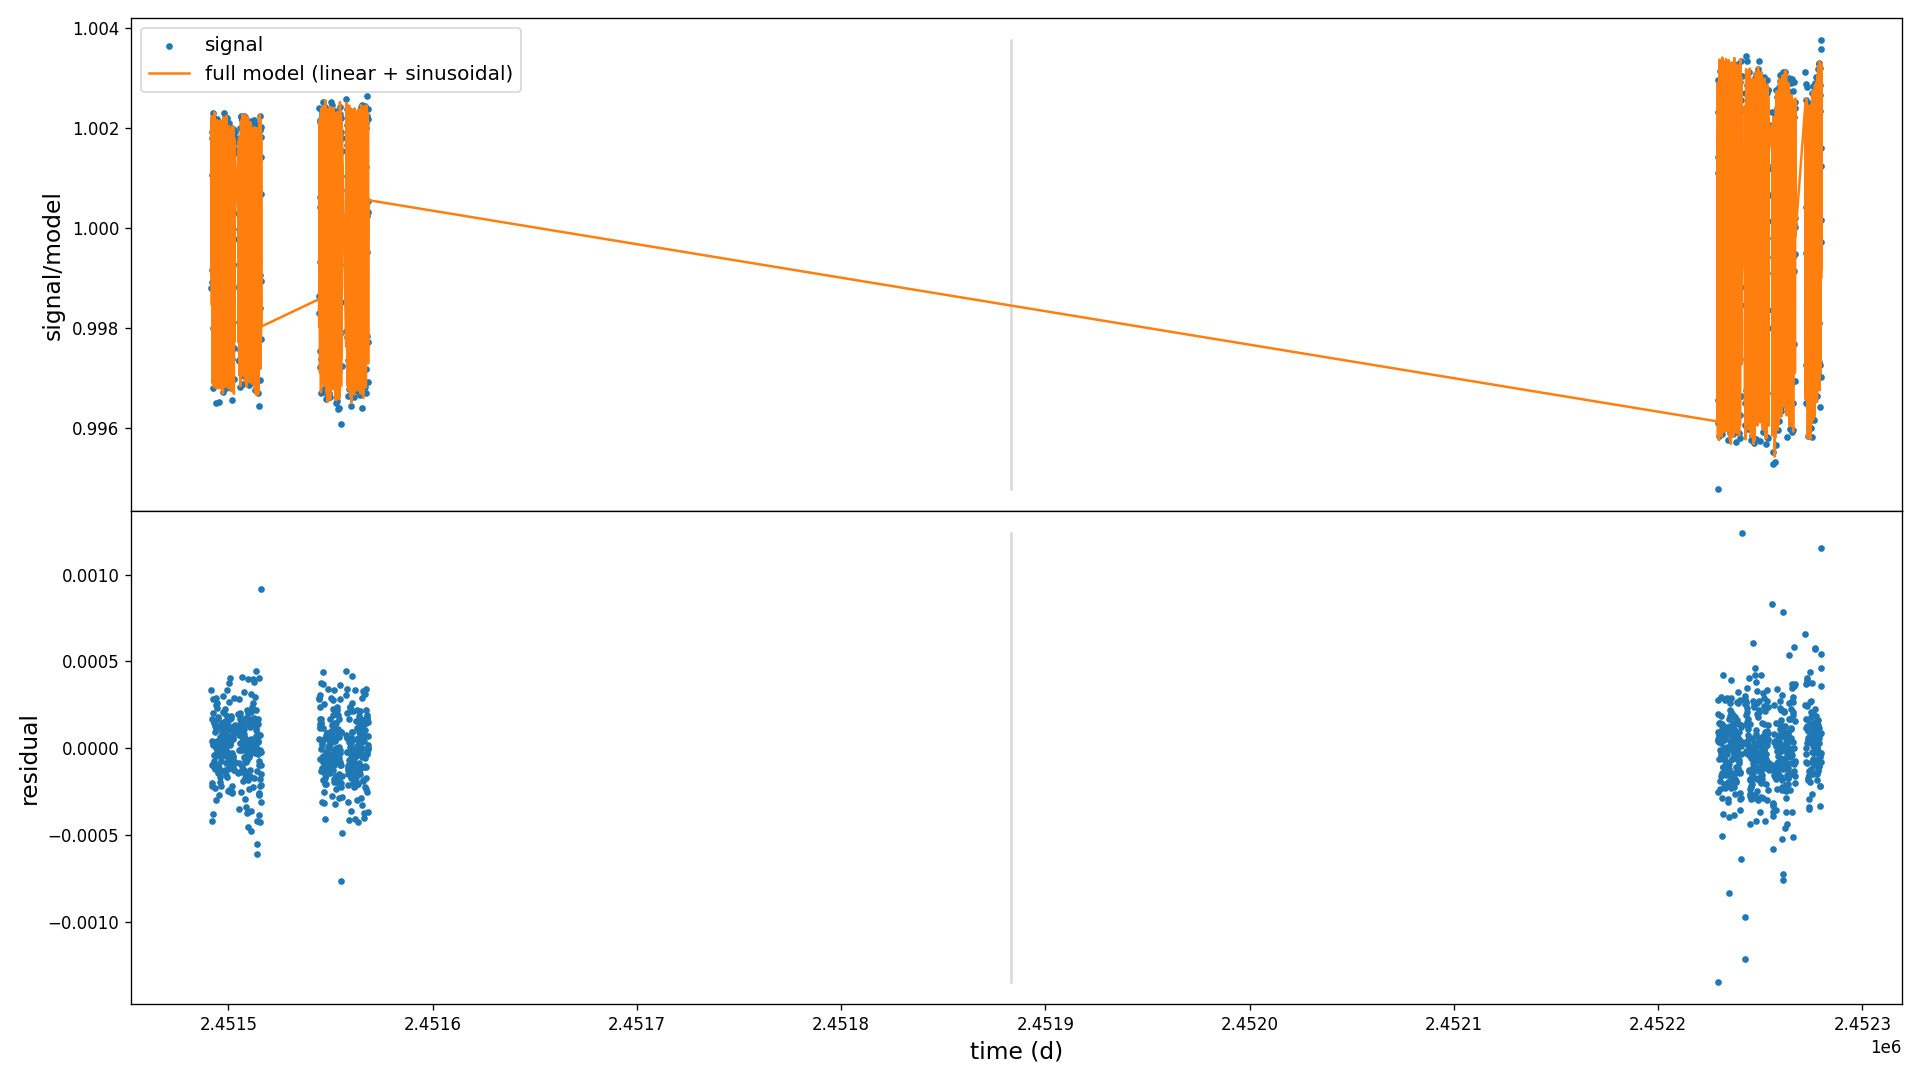 signal
full model (linear + sinusoidal)
1.004
1.002
1.000
0.998
0.996
signal/model
0.0010
0.0005
0.0000
−0.0005
−0.0010
residual
2.4515 2.4516 2.4517 2.4518 2.4519 2.4520 2.4521 2.4522 2.4523
1e6
time (d)